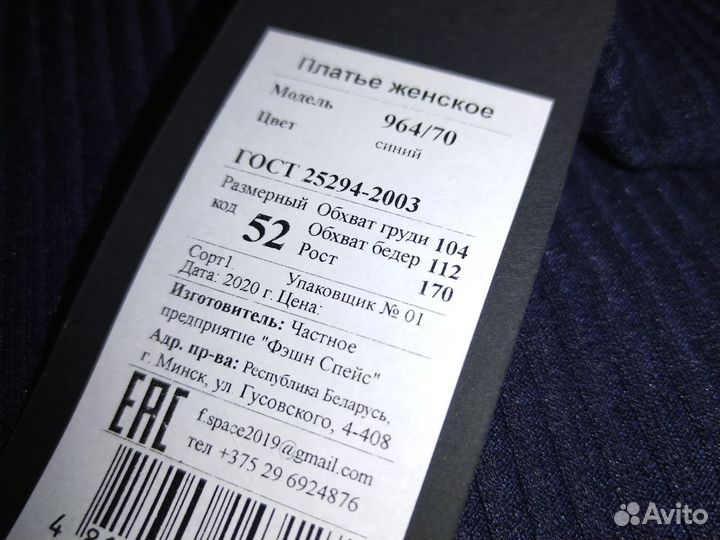 Платье женское
Модель 964/70
Цвет синий
ГОСТ 25294-2003
Размерный код 52
Обхват груди 104
Обхват бедер 112
Рост 170
Сорт1. Упаковщик № 01
Дата: 2020 г. Цена:
Изготовитель: Частное
предприятие "Фэшн Спейс"
Адр. пр-ва: Республика Беларусь,
г. Минск, ул Гусовского, 4-408
EAC
f.space2019@gmail.com
тел +375 29 6924876
Avito